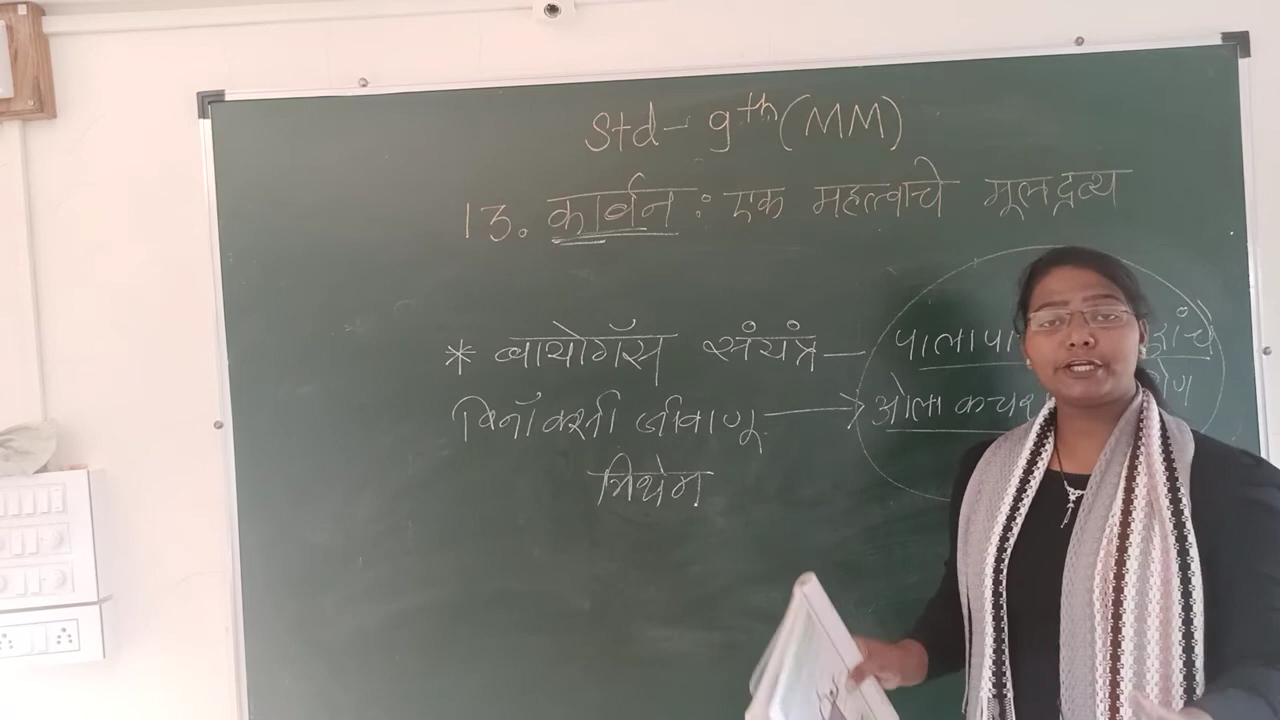 Std- 9th (MM)
13. कार्बन : एक महत्त्वाचे मूलद्रव्य
* बायोगॅस संयंत्र — पालापा
विनॉक्सी जीवाणू → ओला कचरा
मिथेन